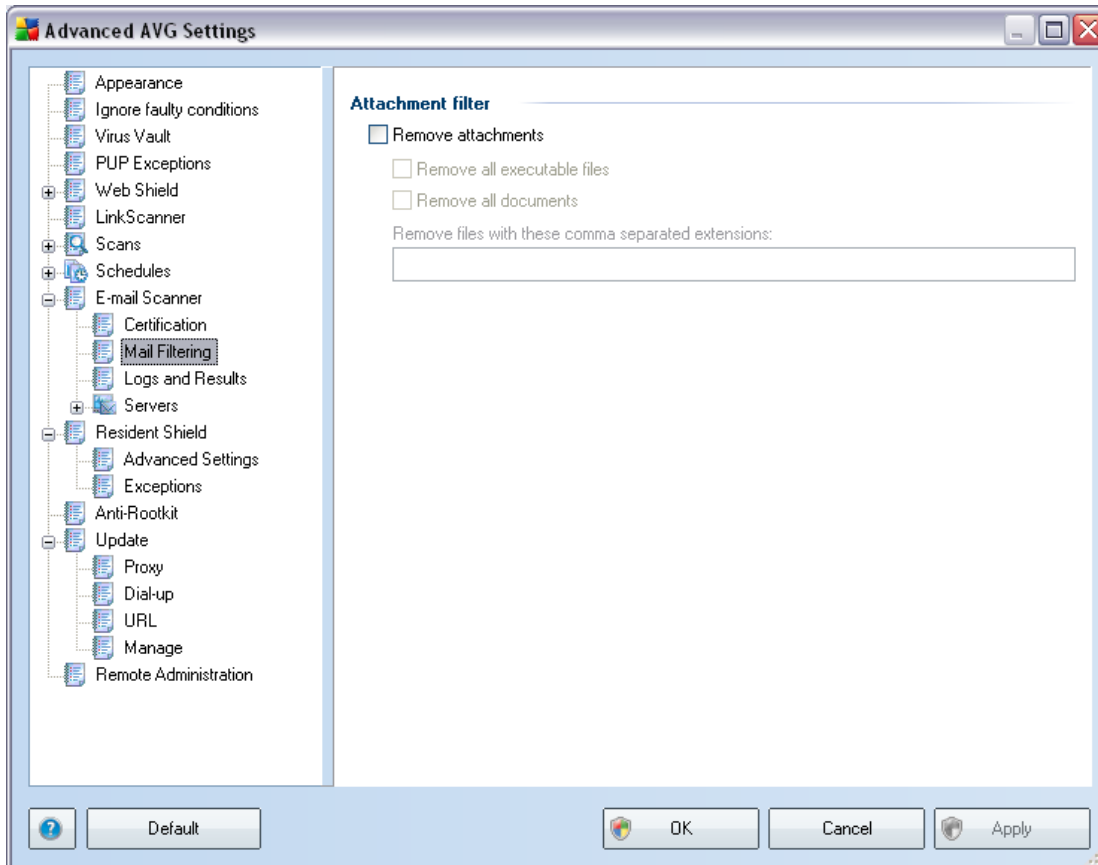 Advanced AVG Settings
Appearance
Ignore faulty conditions
Virus Vault
PUP Exceptions
Web Shield
LinkScanner
Scans
Schedules
E-mail Scanner
Certification
Mail Filtering
Logs and Results
Servers
Resident Shield
Advanced Settings
Exceptions
Anti-Rootkit
Update
Proxy
Dial-up
URL
Manage
Remote Administration
Attachment filter
Remove attachments
Remove all executable files
Remove all documents
Remove files with these comma separated extensions:
? Default OK Cancel Apply